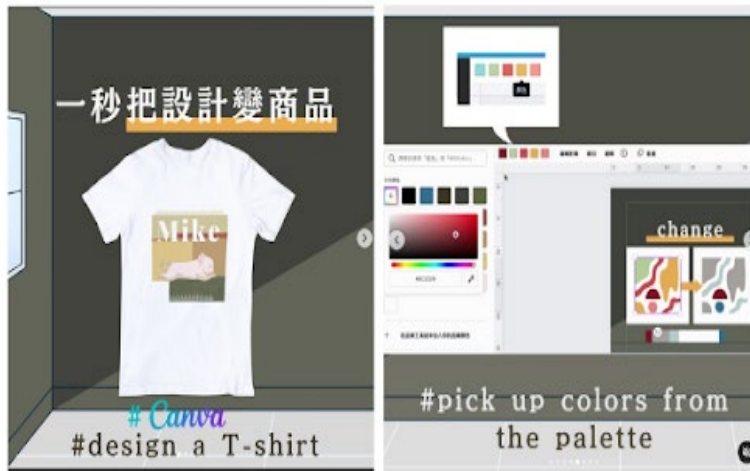 一秒把設計變商品
Mike
# Canva
#design a T-shirt
change
#pick up colors from
the palette